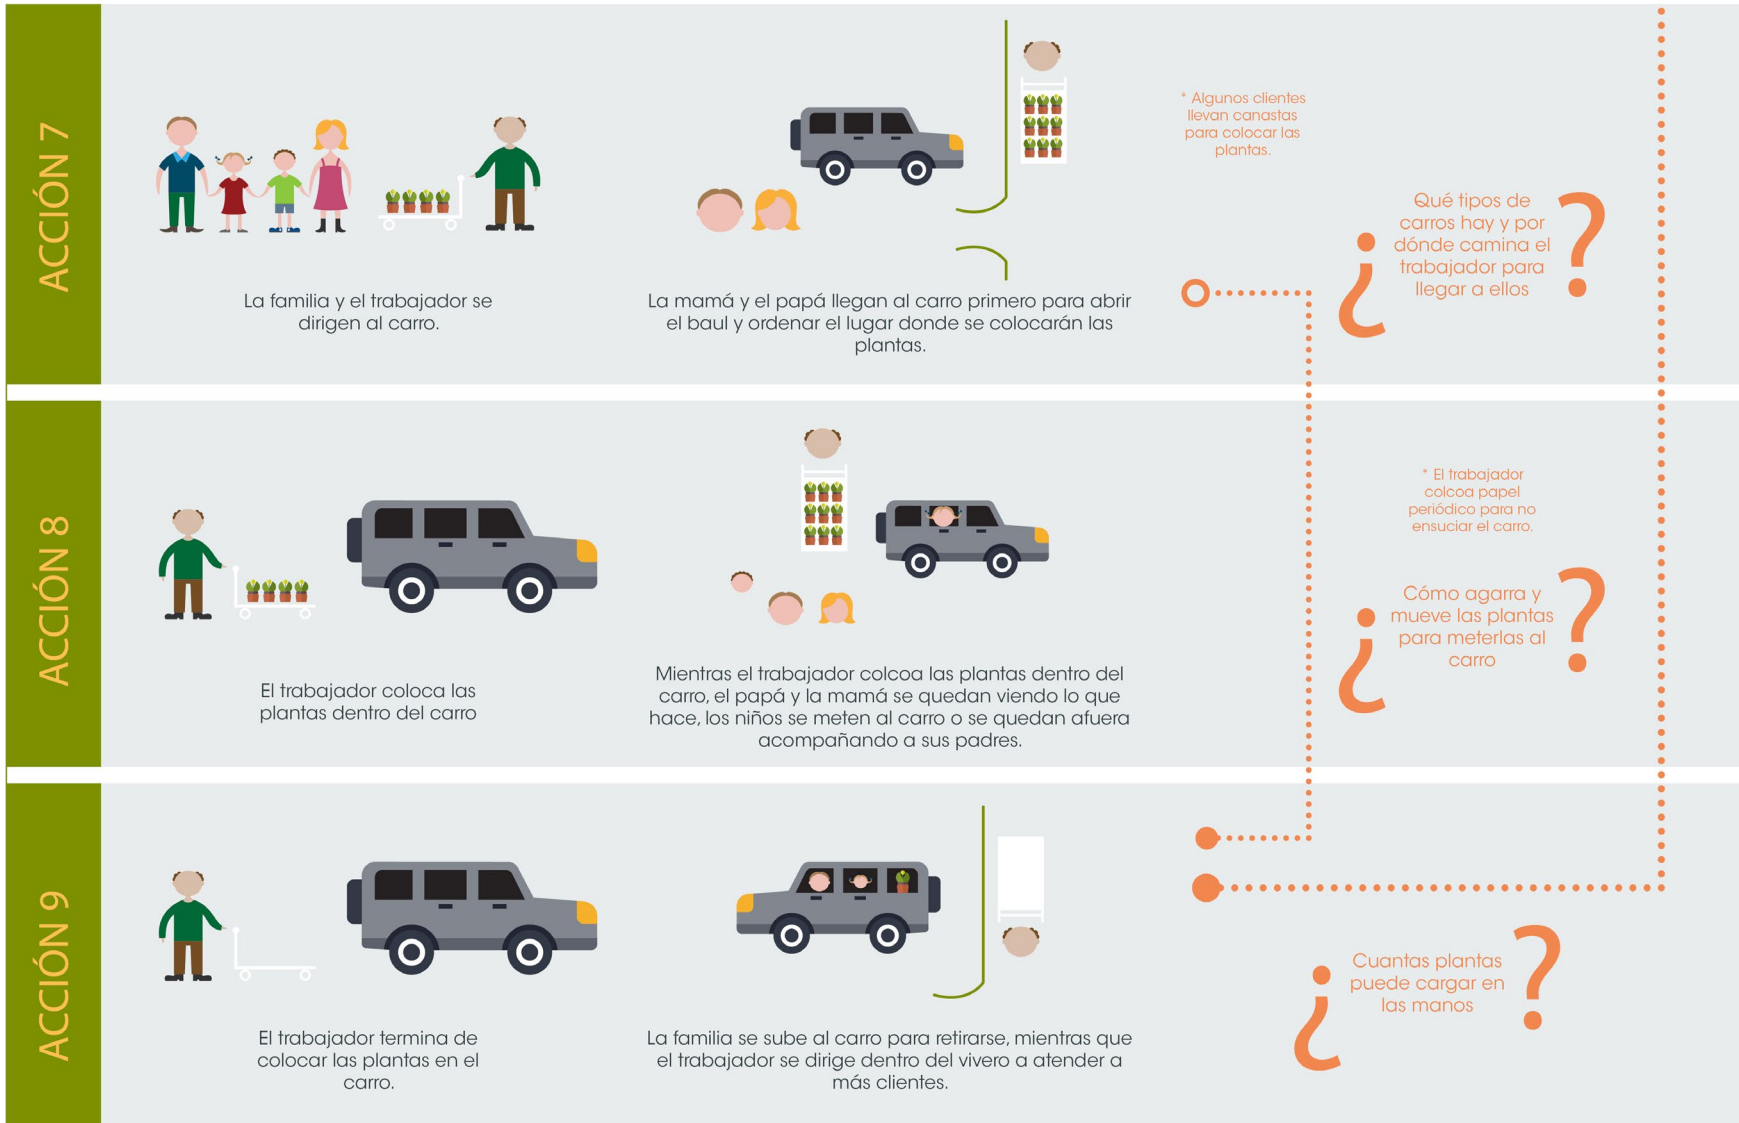 ACCIÓN 7
La familia y el trabajador se
dirigen al carro.
La mamá y el papá llegan al carro primero para abrir
el baul y ordenar el lugar donde se colocarán las
plantas.
* Algunos clientes
llevan canastas
para colocar las
plantas.
¿
Qué tipos de
carros hay y por
dónde camina el
trabajador para
llegar a ellos
?
ACCIÓN 8
El trabajador coloca las
plantas dentro del carro
Mientras el trabajador colcoa las plantas dentro del
carro, el papá y la mamá se quedan viendo lo que
hace, los niños se meten al carro o se quedan afuera
acompañando a sus padres.
* El trabajador
colcoa papel
periódico para no
ensuciar el carro.
¿
Cómo agarra y
mueve las plantas
para meterlas al
carro
?
ACCIÓN 9
El trabajador termina de
colocar las plantas en el
carro.
La familia se sube al carro para retirarse, mientras que
el trabajador se dirige dentro del vivero a atender a
más clientes.
¿
Cuantas plantas
puede cargar en
las manos
?